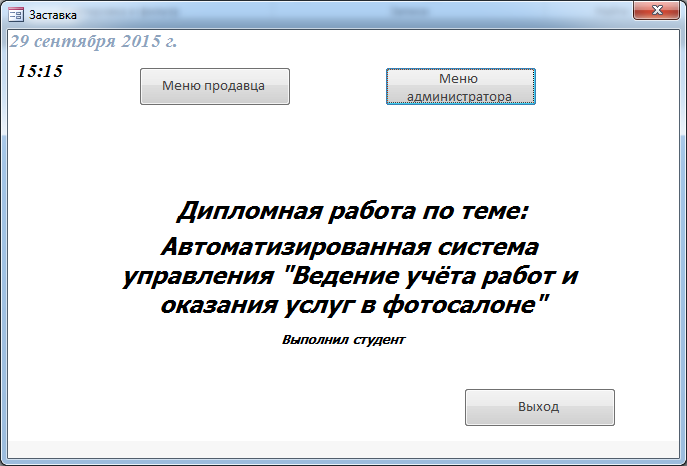 Заставка
29 сентября 2015 г.
15:15
Меню продавца
Меню
администратора
Дипломная работа по теме:
Автоматизированная система
управления "Ведение учёта работ и
оказания услуг в фотосалоне"
Выполнил студент
Выход